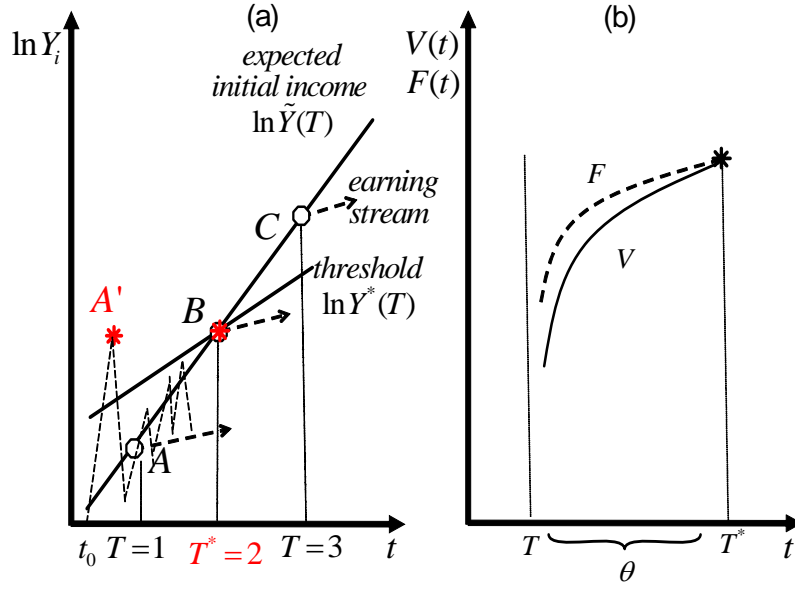 (a)
ln Y_i
expected
initial income
ln Ỹ(T)
earning
stream
C
threshold
ln Y*(T)
A'
B
A
t_0
T = 1
T* = 2
T = 3
t
(b)
V(t)
F(t)
F
V
T
T*
t
θ